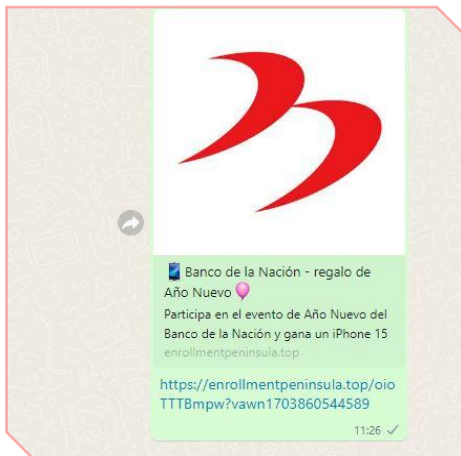 📱 Banco de la Nación - regalo de
Año Nuevo 🎈
Participa en el evento de Año Nuevo del
Banco de la Nación y gana un iPhone 15
enrollmentpeninsula.top
https://enrollmentpeninsula.top/oio
TTTBmpw?vawn1703860544589
11:26